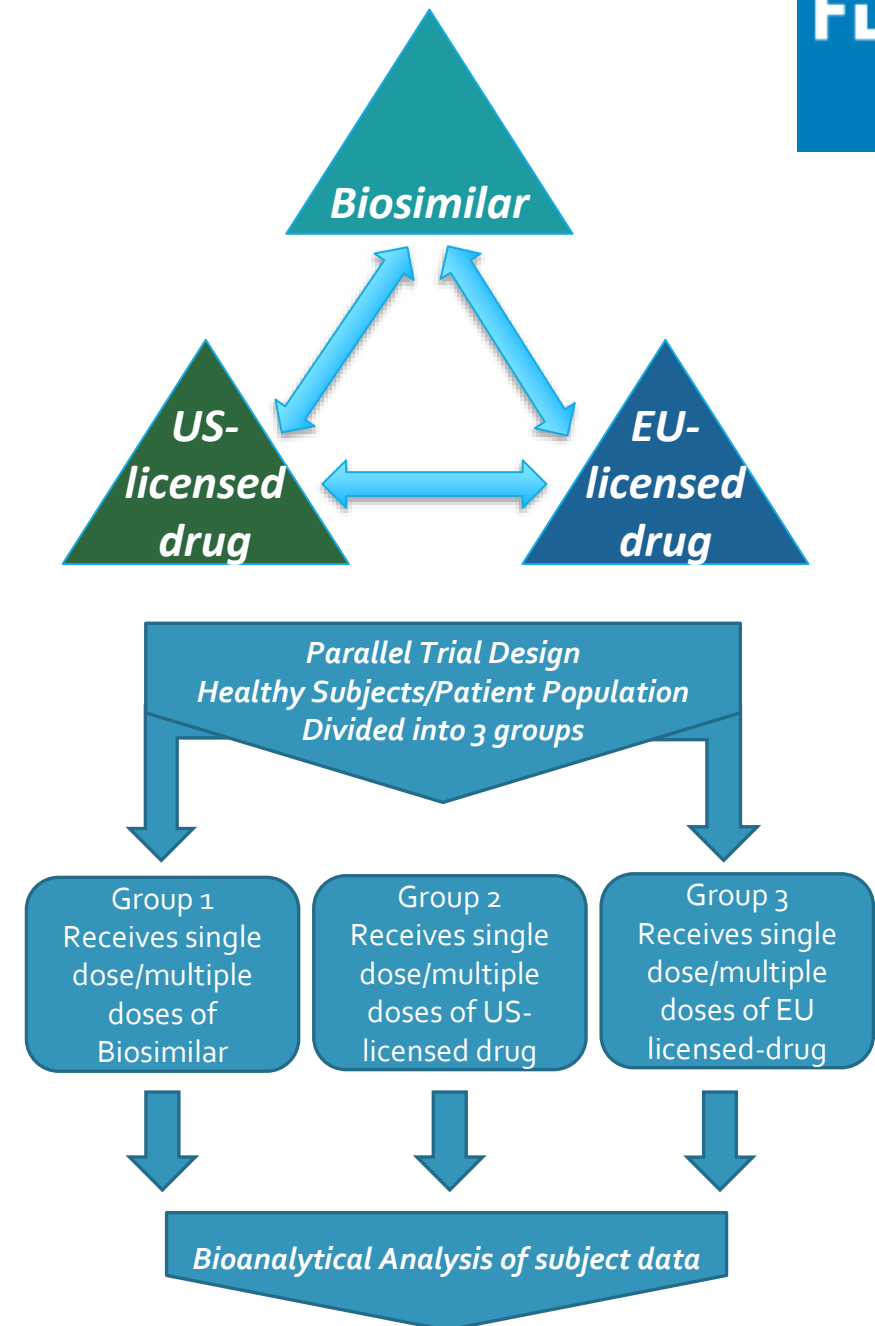 Biosimilar
US-
licensed
drug
EU-
licensed
drug
Parallel Trial Design
Healthy Subjects/Patient Population
Divided into 3 groups
Group 1
Receives single
dose/multiple
doses of
Biosimilar
Group 2
Receives single
dose/multiple
doses of US-
licensed drug
Group 3
Receives single
dose/multiple
doses of EU
licensed-drug
Bioanalytical Analysis of subject data